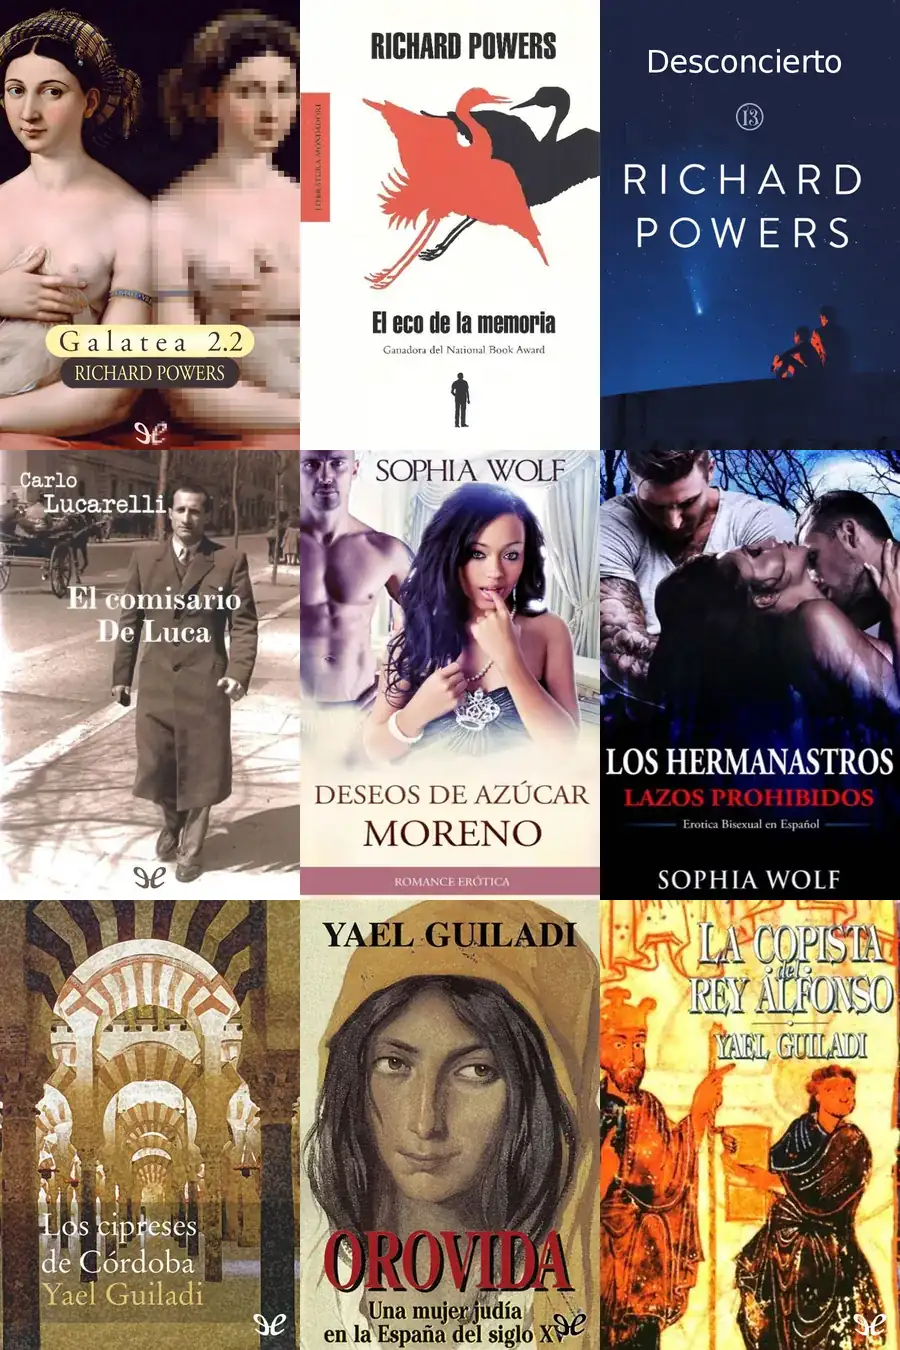 Galatea 2.2
RICHARD POWERS
RICHARD POWERS
LITERATURA MONDADORI
El eco de la memoria
Ganadora del National Book Award
Desconcierto
13
RICHARD
POWERS
Carlo
Lucarelli
El comisario
De Luca
SOPHIA WOLF
DESEOS DE AZÚCAR
MORENO
ROMANCE ERÓTICA
LOS HERMANASTROS
LAZOS PROHIBIDOS
Erotica Bisexual en Español
SOPHIA WOLF
Los cipreses
de Córdoba
Yael Guiladi
YAEL GUILADI
OROVIDA
Una mujer judía
en la España del siglo XV
LA COPISTA
del
REY ALFONSO
YAEL GUILADI